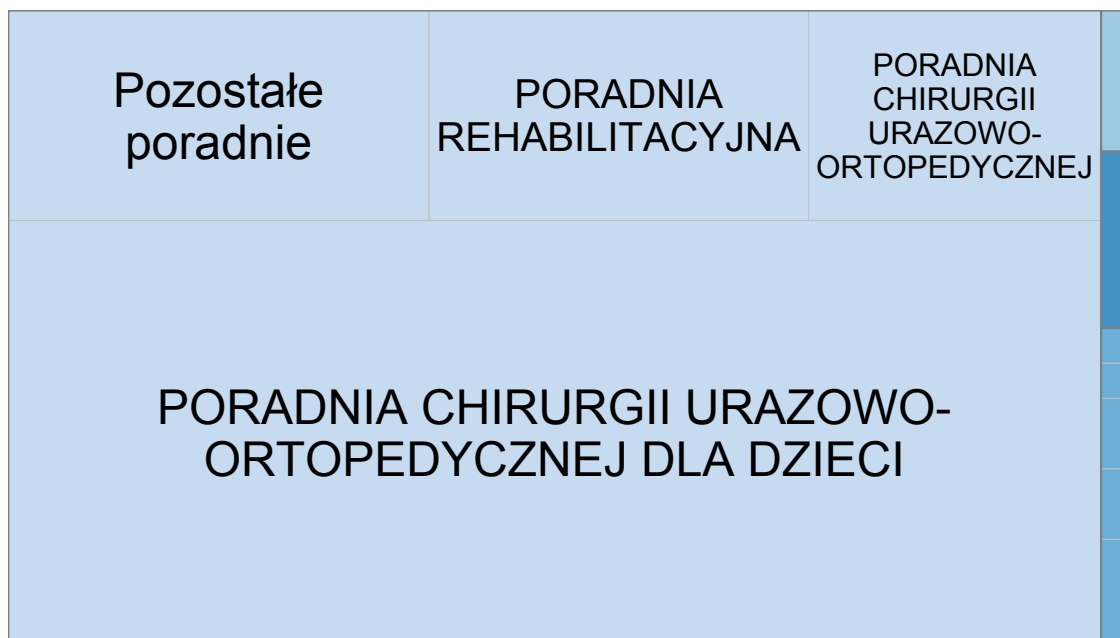 Pozostałe
poradnie
PORADNIA
REHABILITACYJNA
PORADNIA
CHIRURGII
URAZOWO-
ORTOPEDYCZNEJ
PORADNIA CHIRURGII URAZOWO-
ORTOPEDYCZNEJ DLA DZIECI